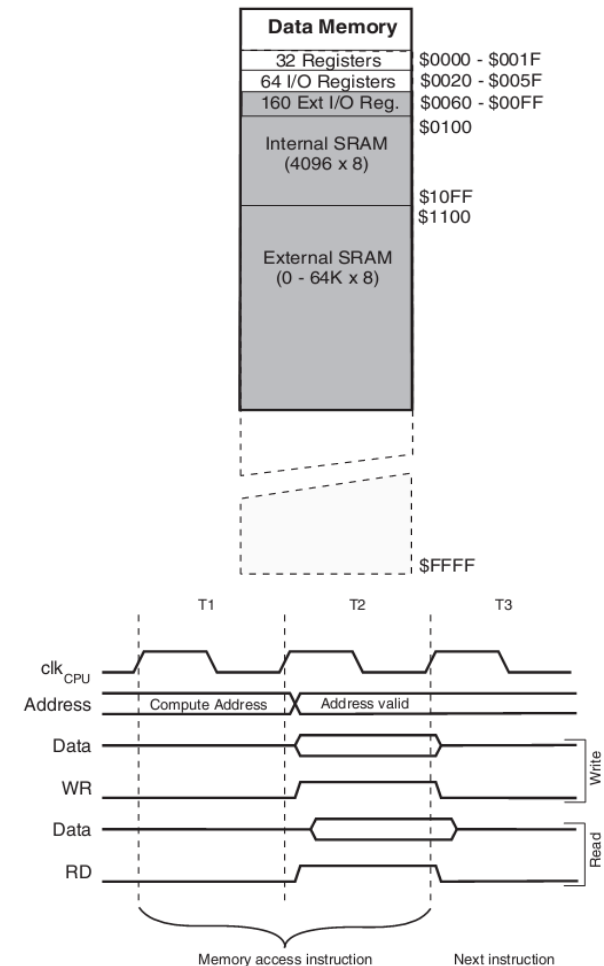 Data Memory
32 Registers $0000 - $001F
64 I/O Registers $0020 - $005F
160 Ext I/O Reg. $0060 - $00FF
$0100
Internal SRAM
(4096 x 8)
$10FF
$1100
External SRAM
(0 - 64K x 8)
$FFFF
T1 T2 T3
clk CPU
Address Compute Address Address valid
Data
WR
Write
Data
RD
Read
Memory access instruction Next instruction